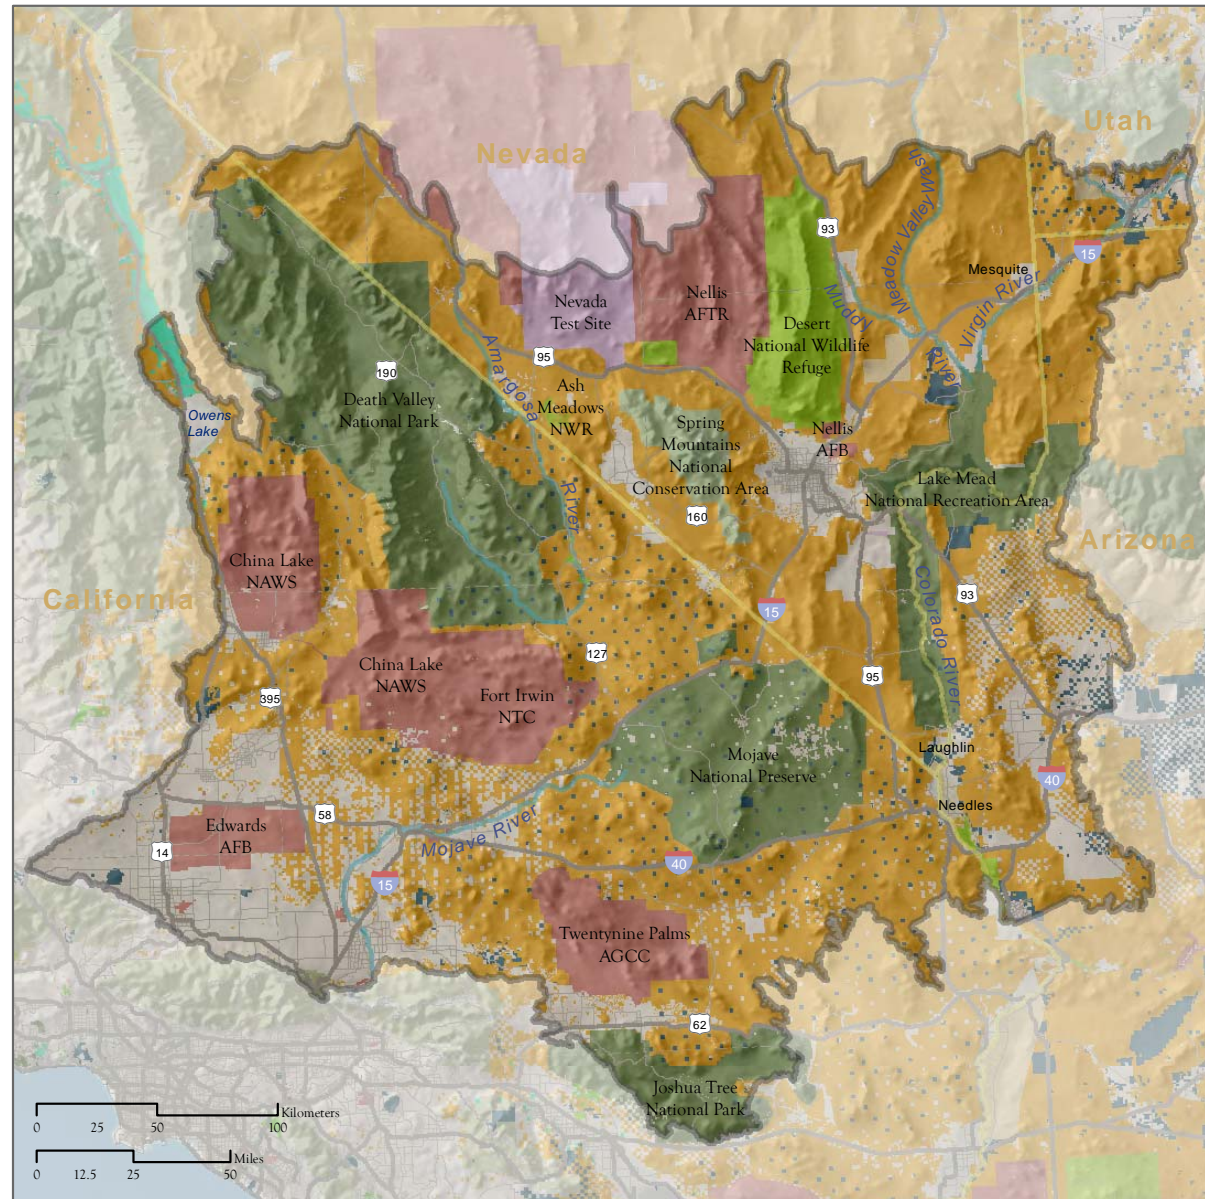 Utah
Nevada
Meadow Valley Wash
93
15
Mesquite
Virgin River
Muddy
River
Nevada
Test Site
Nellis
AFTR
Desert
National Wildlife
Refuge
95
190
Amargosa
River
Death Valley
National Park
Ash
Meadows
NWR
Owens
Lake
Spring
Mountains
National
Conservation Area
Nellis
AFB
Lake Mead
National Recreation Area
160
Arizona
China Lake
NAWS
California
Colorado River
93
15
127
95
China Lake
NAWS
Fort Irwin
NTC
395
Mojave
National Preserve
Laughlin
40
Needles
58
Edwards
AFB
14
Mojave River
15
40
Twentynine Palms
AGCC
62
Joshua Tree
National Park
Kilometers
0 25 50 100
Miles
0 12.5 25 50